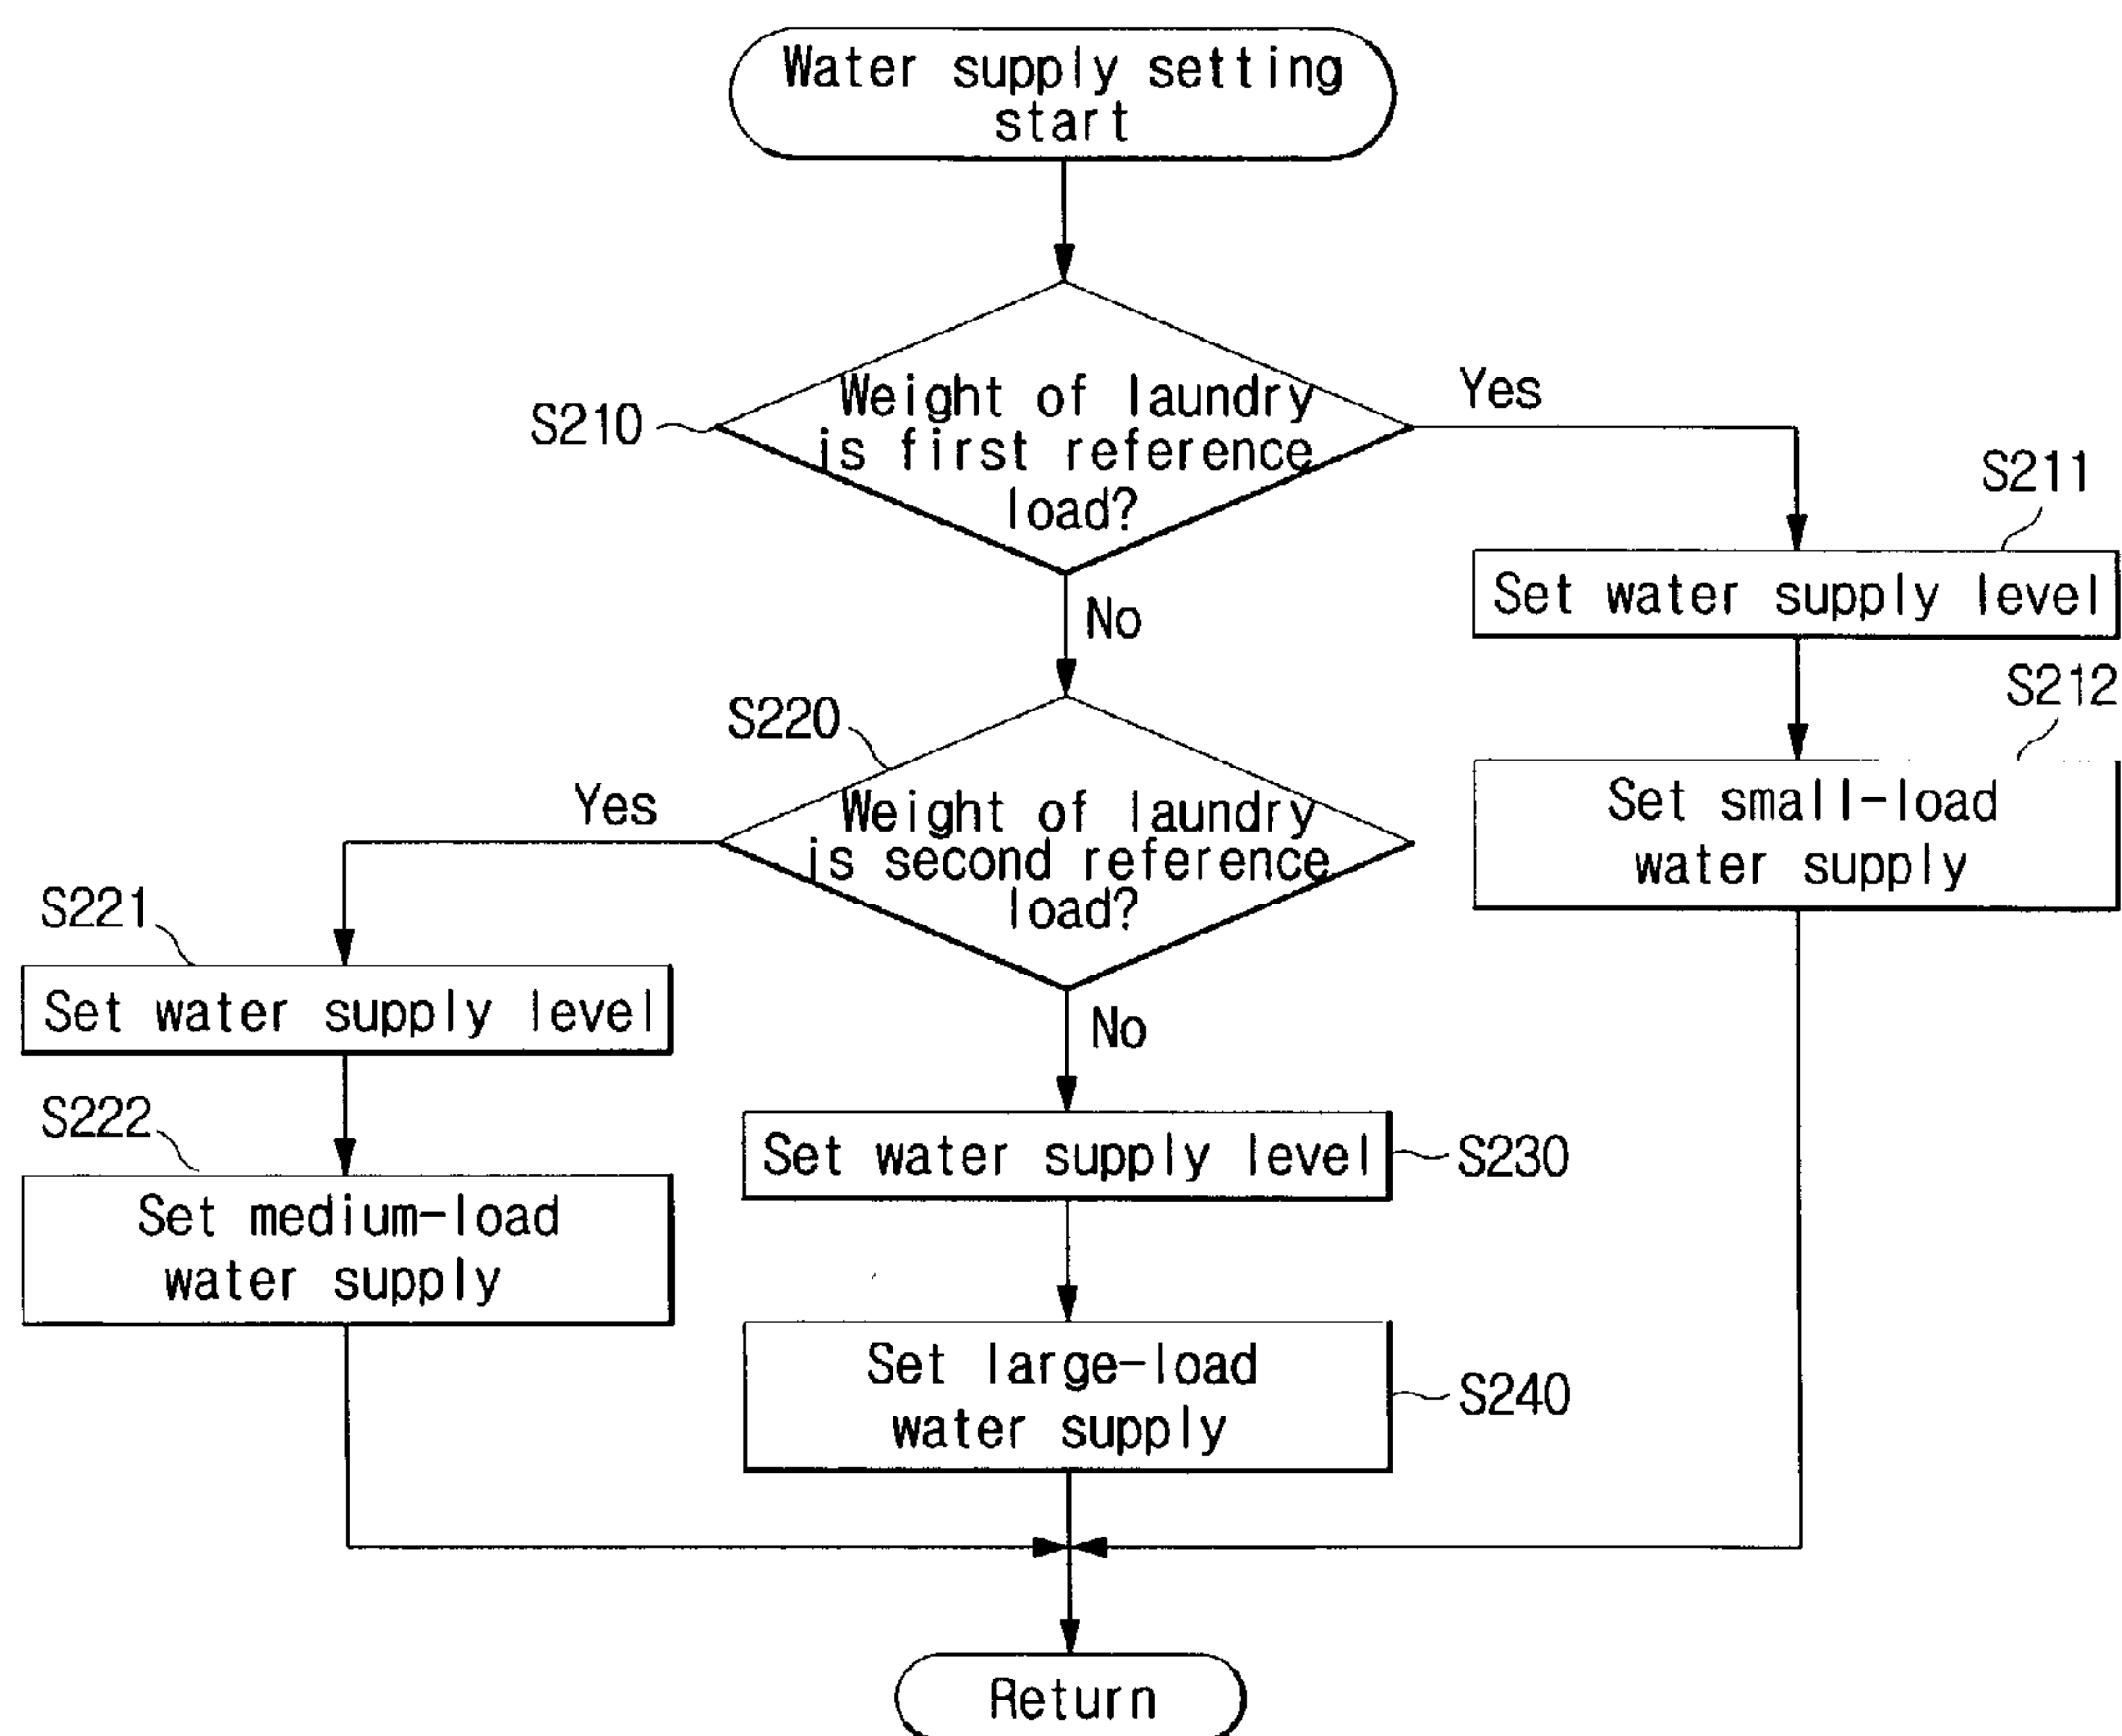 Water supply setting
start
Weight of laundry
is first reference
load?
S210
Yes
No
S211
Set water supply level
S212
Set small-load
water supply
S220
Weight of laundry
is second reference
load?
Yes
No
S221
Set water supply level
S222
Set medium-load
water supply
Set water supply level
S230
Set large-load
water supply
S240
Return